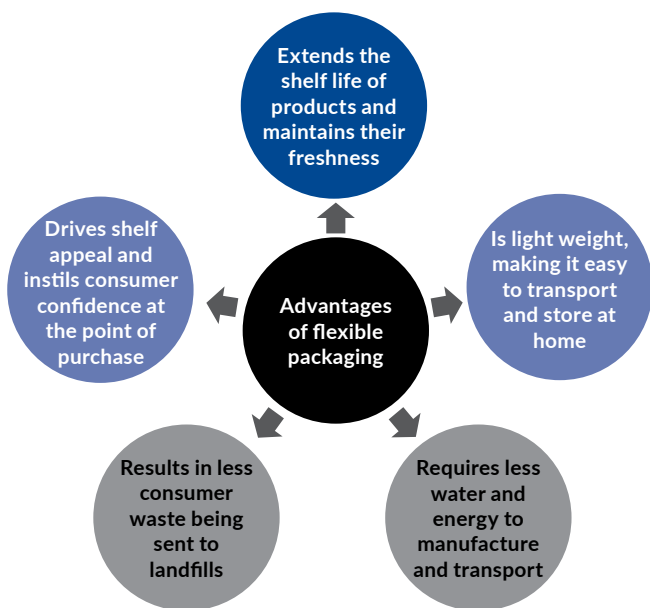 Extends the
shelf life of
products and
maintains their
freshness
Drives shelf
appeal and
instils consumer
confidence at
the point of
purchase
Advantages
of flexible
packaging
Is light weight,
making it easy
to transport
and store at
home
Results in less
consumer
waste being
sent to
landfills
Requires less
water and
energy to
manufacture
and transport